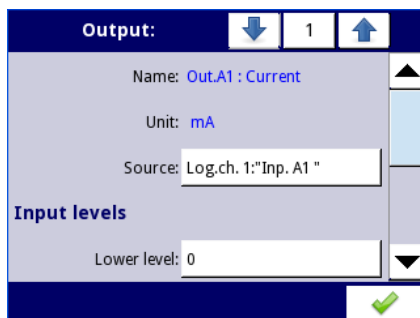 Output: 1
Name: Out.A1 : Current
Unit: mA
Source: Log.ch. 1:"Inp. A1 "
Input levels
Lower level: 0